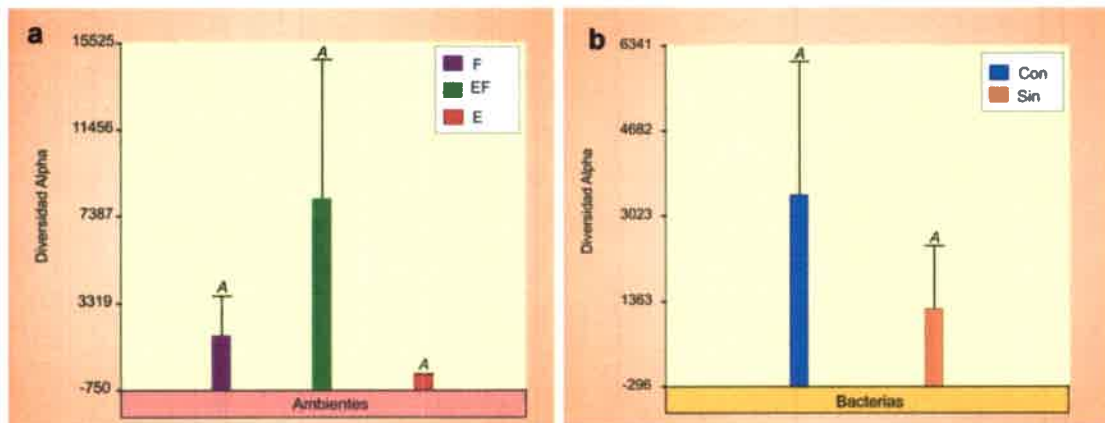 a
15525
11456
7387
3319
-750
Diversidad Alpha
A
A
A
F
EF
E
Ambientes
b
6341
4682
3023
1363
-296
Diversidad Alpha
A
A
Con
Sin
Bacterias